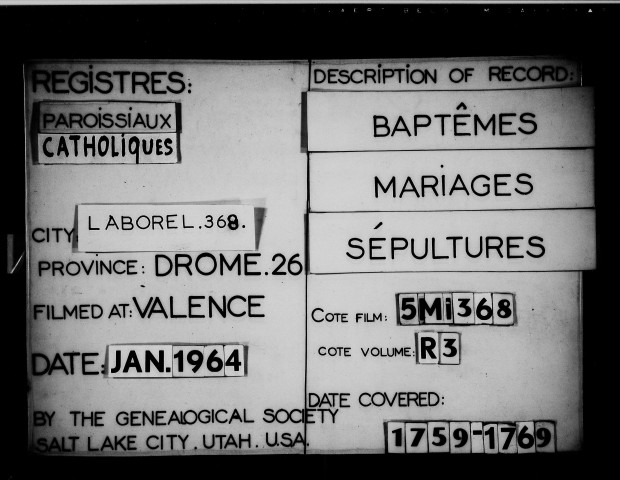 REGISTRES:
PAROISSIAUX
CATHOLIQUES
CITY LABOREL.368.
PROVINCE: DROME.26
FILMED AT: VALENCE
DATE: JAN.1964
BY THE GENEALOGICAL SOCIETY
SALT LAKE CITY. UTAH. USA.
DESCRIPTION OF RECORD:
BAPTÊMES
MARIAGES
SÉPULTURES
COTE FILM: 5Mi368
COTE VOLUME: R3
DATE COVERED:
1759-1769